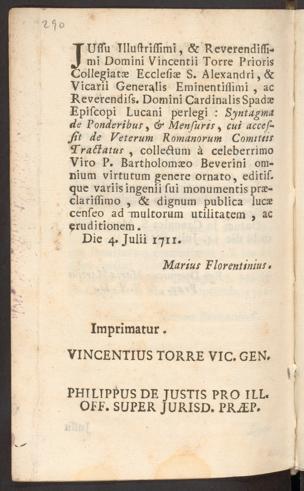 290
JUssu Illustrissimi, & Reverendissi-
mi Domini Vincentii Torre Prioris
Collegiatæ Ecclesiæ S. Alexandri, &
Vicarii Generalis Eminentissimi, ac
Reverendiss. Domini Cardinalis Spadæ
Episcopi Lucani perlegi : Syntagma
de Ponderibus, & Mensuris, cui acces-
sit de Veterum Romanorum Comitiis
Tractatus, collectum à celeberrimo
Viro P. Bartholomæo Beverini om-
nium virtutum genere ornato, editis.
que variis ingenii sui monumentis præ-
clarissimo, & dignum publica lucæ
censeo ad multorum utilitatem, ac
eruditionem.
Die 4. Julii 1711.
Marius Florentinius.
Imprimatur.
VINCENTIUS TORRE VIC. GEN.
PHILIPPUS DE JUSTIS PRO ILL.
OFF. SUPER JURISD. PRÆP.